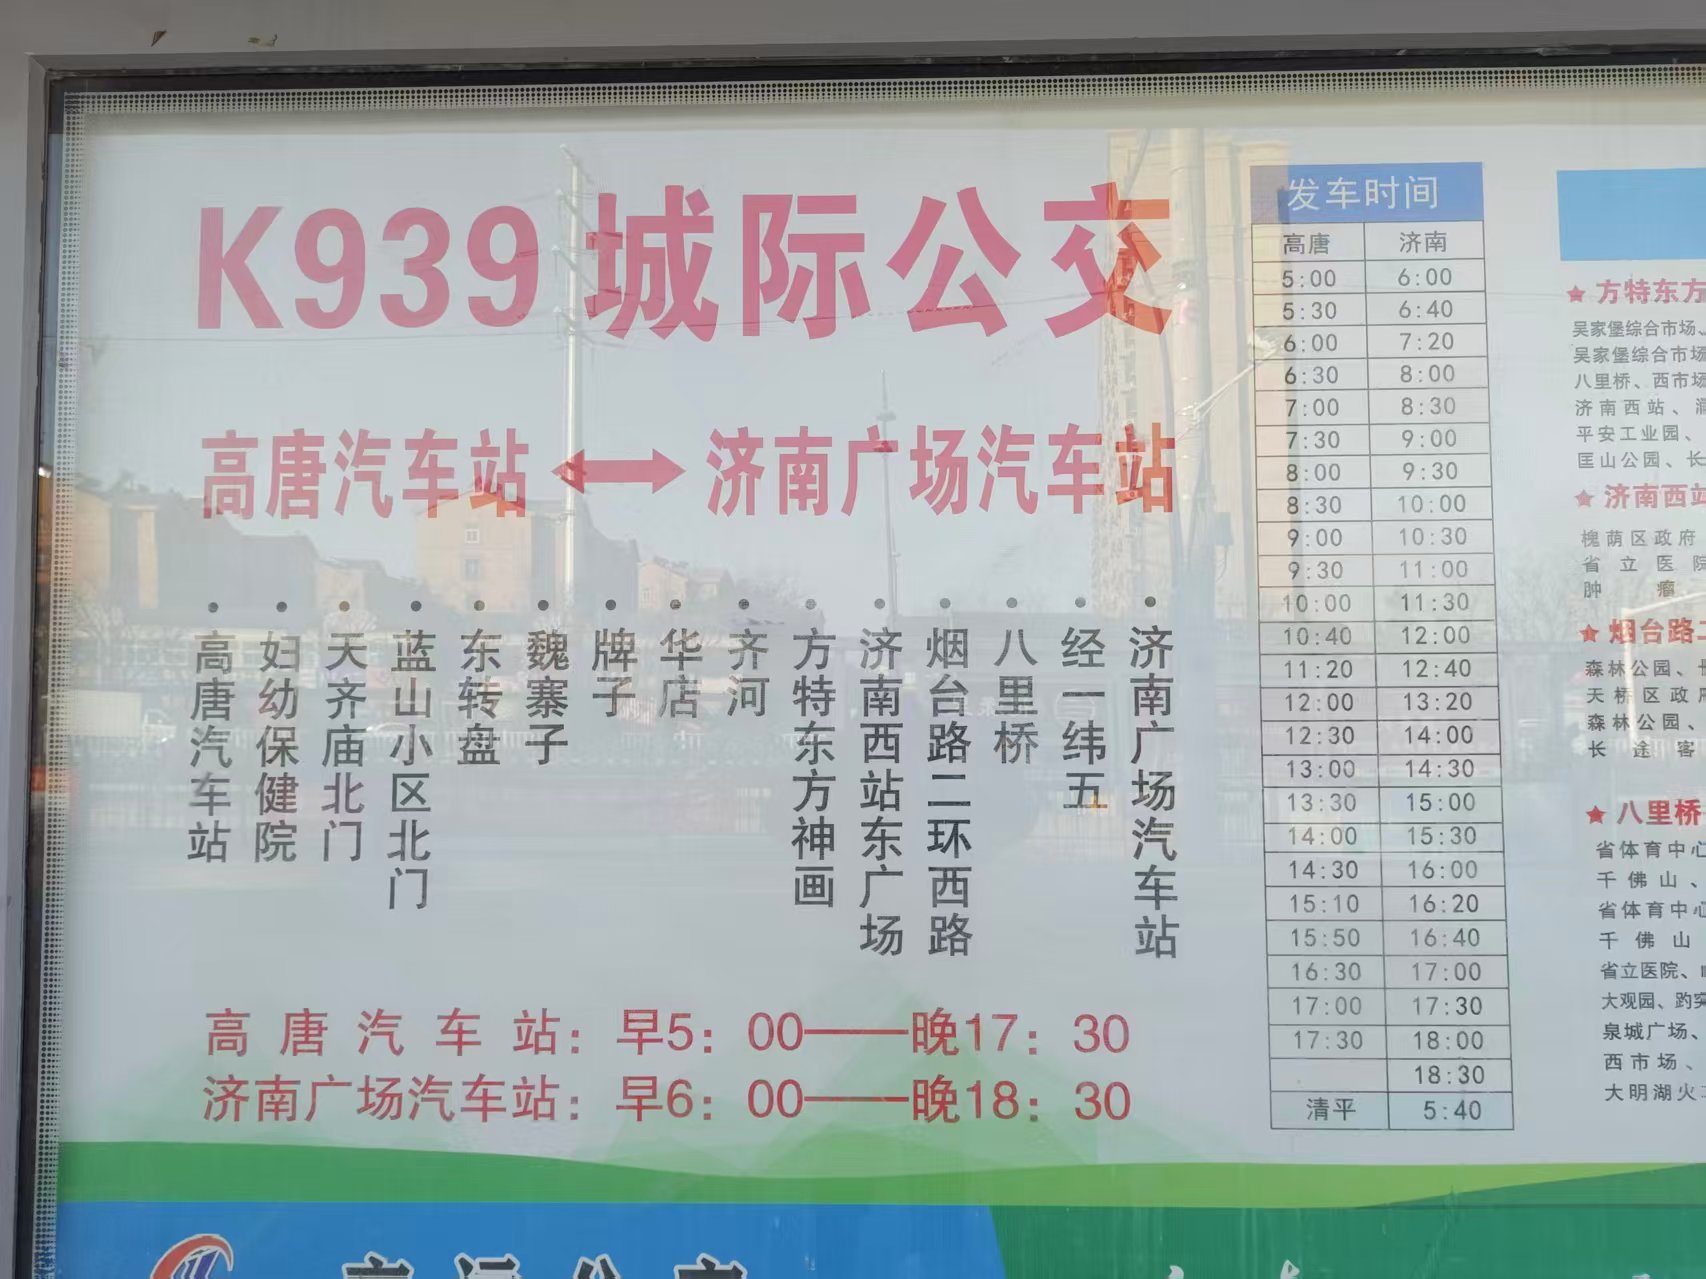 K939 城际公交
高唐汽车站 ↔ 济南广场汽车站
高唐汽车站
妇幼保健院
天齐庙北门
蓝山小区北门
东转盘
魏寨子
牌子
华店
齐河
方特东方神画
济南西站东广场
烟台路二环西路
八里桥
经一纬五
济南广场汽车站
高唐汽车站：早5：00——晚17：30
济南广场汽车站：早6：00——晚18：30
发车时间
高唐 济南
5:00 6:00
5:30 6:40
6:00 7:20
6:30 8:00
7:00 8:30
7:30 9:00
8:00 9:30
8:30 10:00
9:00 10:30
9:30 11:00
10:00 11:30
10:40 12:00
11:20 12:40
12:00 13:20
12:30 14:00
13:00 14:30
13:30 15:00
14:00 15:30
14:30 16:00
15:10 16:20
15:50 16:40
16:30 17:00
17:00 17:30
17:30 18:00
18:30
清平 5:40
★ 方特东方
吴家堡综合市场、
吴家堡综合市场
八里桥、西市场
济南西站、
平安工业园、
匡山公园、长
★ 济南西站
槐荫区政府
省立医院
肿瘤
★ 烟台路
森林公园、
天桥区政府
森林公园、
长途客
★ 八里桥
省体育中心
千佛山、
省体育中心
千佛山
省立医院、
大观园、趵突
泉城广场、
西市场、
大明湖火